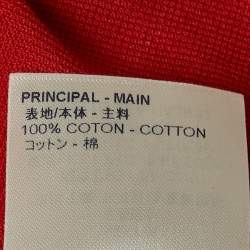 PRINCIPAL - MAIN
表地/本体 - 主料
100% COTON - COTTON
コットン - 棉